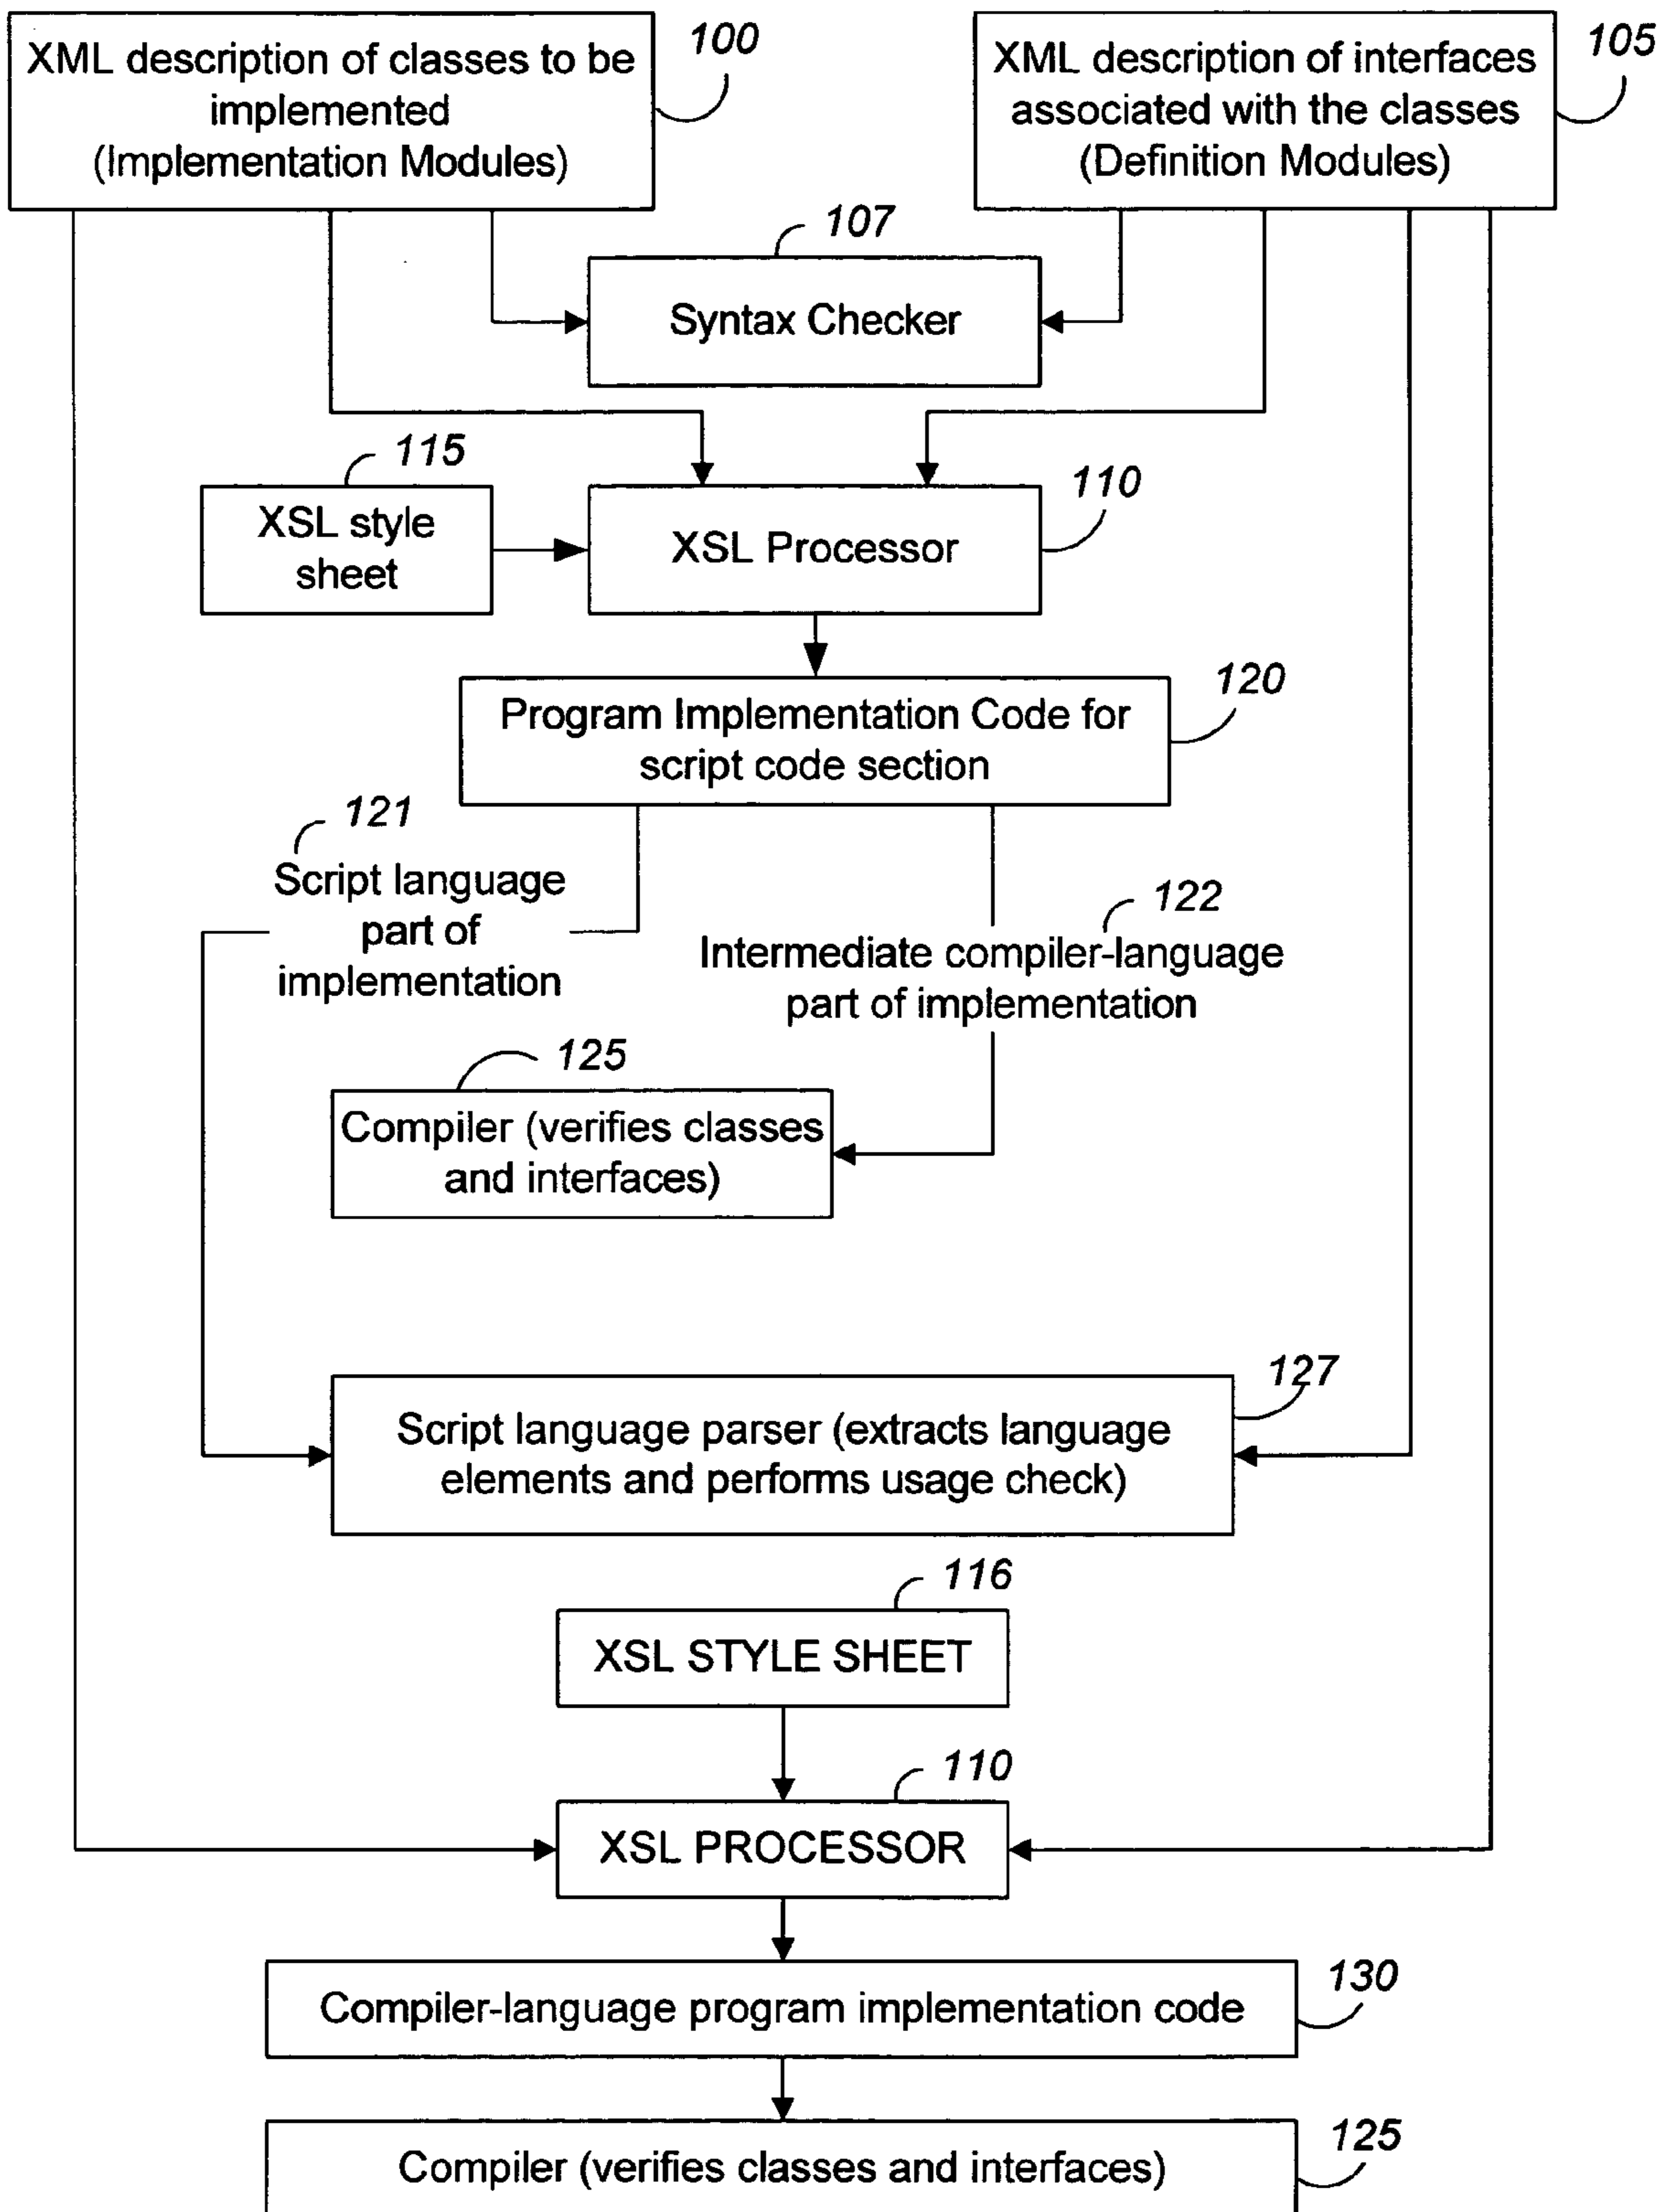 XML description of classes to be
implemented
(Implementation Modules)
100
XML description of interfaces
associated with the classes
(Definition Modules)
105
107
Syntax Checker
115
XSL style
sheet
110
XSL Processor
120
Program Implementation Code for
script code section
121
Script language
part of
implementation
122
Intermediate compiler-language
part of implementation
125
Compiler (verifies classes
and interfaces)
127
Script language parser (extracts language
elements and performs usage check)
116
XSL STYLE SHEET
110
XSL PROCESSOR
130
Compiler-language program implementation code
125
Compiler (verifies classes and interfaces)